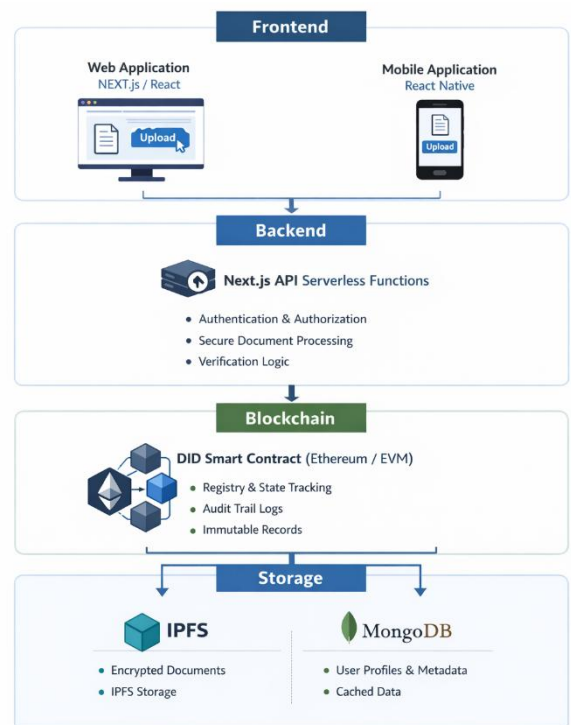 Frontend
Web Application
NEXT.js / React
Upload
Mobile Application
React Native
Upload
Backend
Next.js API Serverless Functions
• Authentication & Authorization
• Secure Document Processing
• Verification Logic
Blockchain
DID Smart Contract (Ethereum / EVM)
• Registry & State Tracking
• Audit Trail Logs
• Immutable Records
Storage
IPFS
• Encrypted Documents
• IPFS Storage
MongoDB
• User Profiles & Metadata
• Cached Data